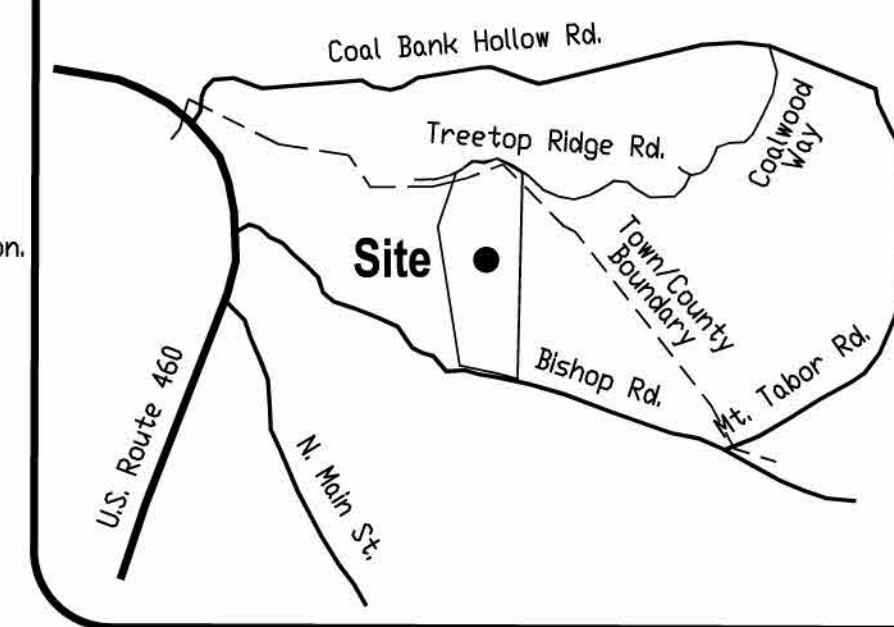 Coal Bank Hollow Rd.
Treetop Ridge Rd.
Coalwood
Way
on.
Site
Town/County
Boundary
Bishop Rd.
Mt. Tabor Rd.
U.S. Route 460
N. Main St.